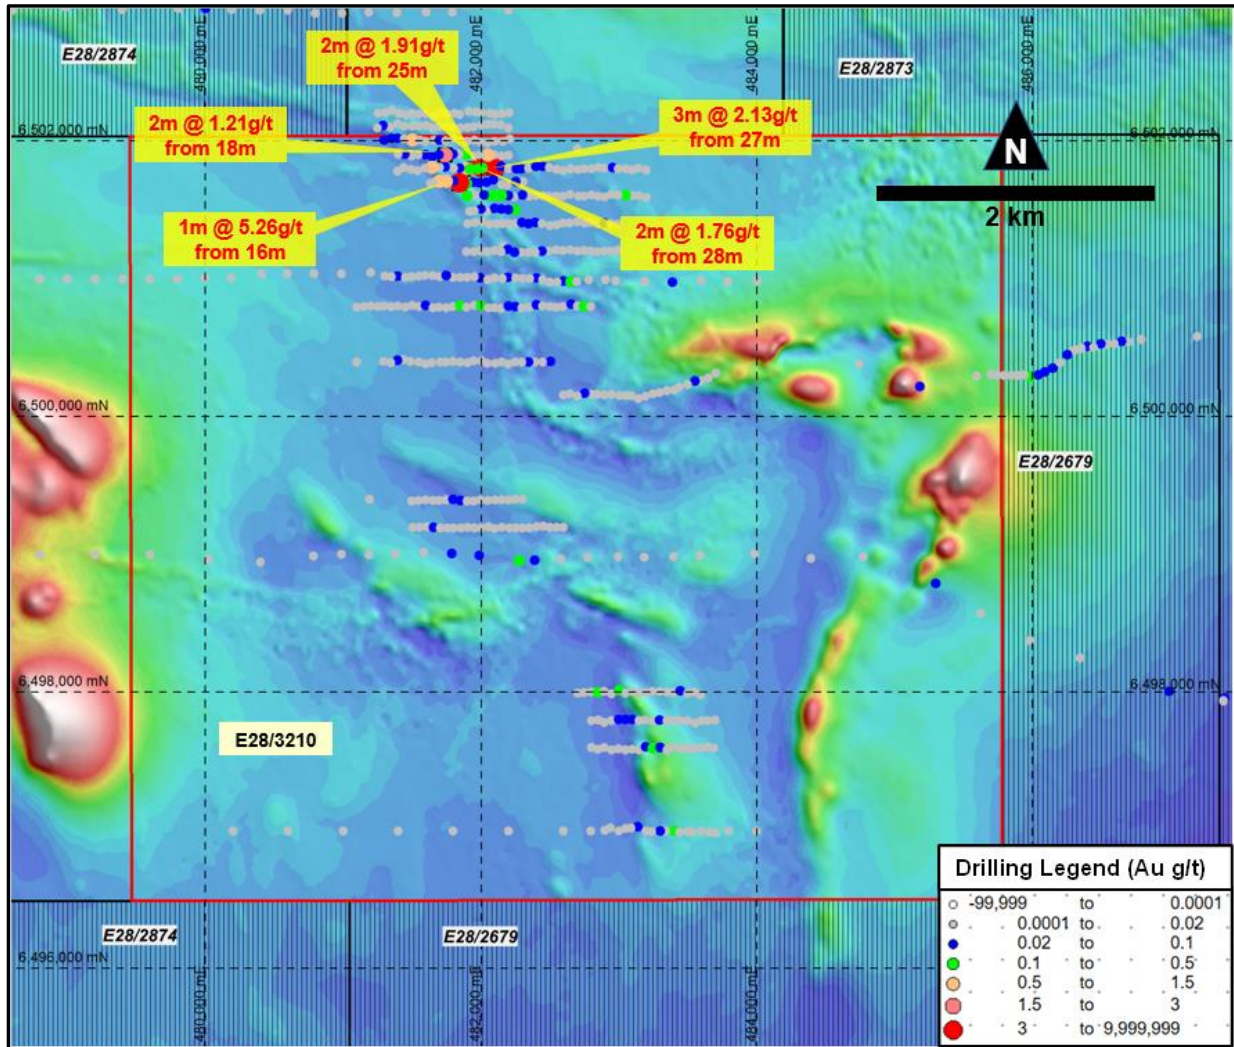 480,000 mE
482,000 mE
484,000 mE
486,000 mE
E28/2874
E28/2873
2m @ 1.91g/t
from 25m
2m @ 1.21g/t
from 18m
3m @ 2.13g/t
from 27m
6,502,000 mN
6,502,000 mN
N
2 km
1m @ 5.26g/t
from 16m
2m @ 1.76g/t
from 28m
6,500,000 mN
6,500,000 mN
E28/2679
6,498,000 mN
6,498,000 mN
E28/3210
E28/2874
E28/2679
6,496,000 mN
480,000 mE
482,000 mE
484,000 mE
Drilling Legend (Au g/t)
-99,999 to 0.0001
0.0001 to 0.02
0.02 to 0.1
0.1 to 0.5
0.5 to 1.5
1.5 to 3
3 to 9,999,999